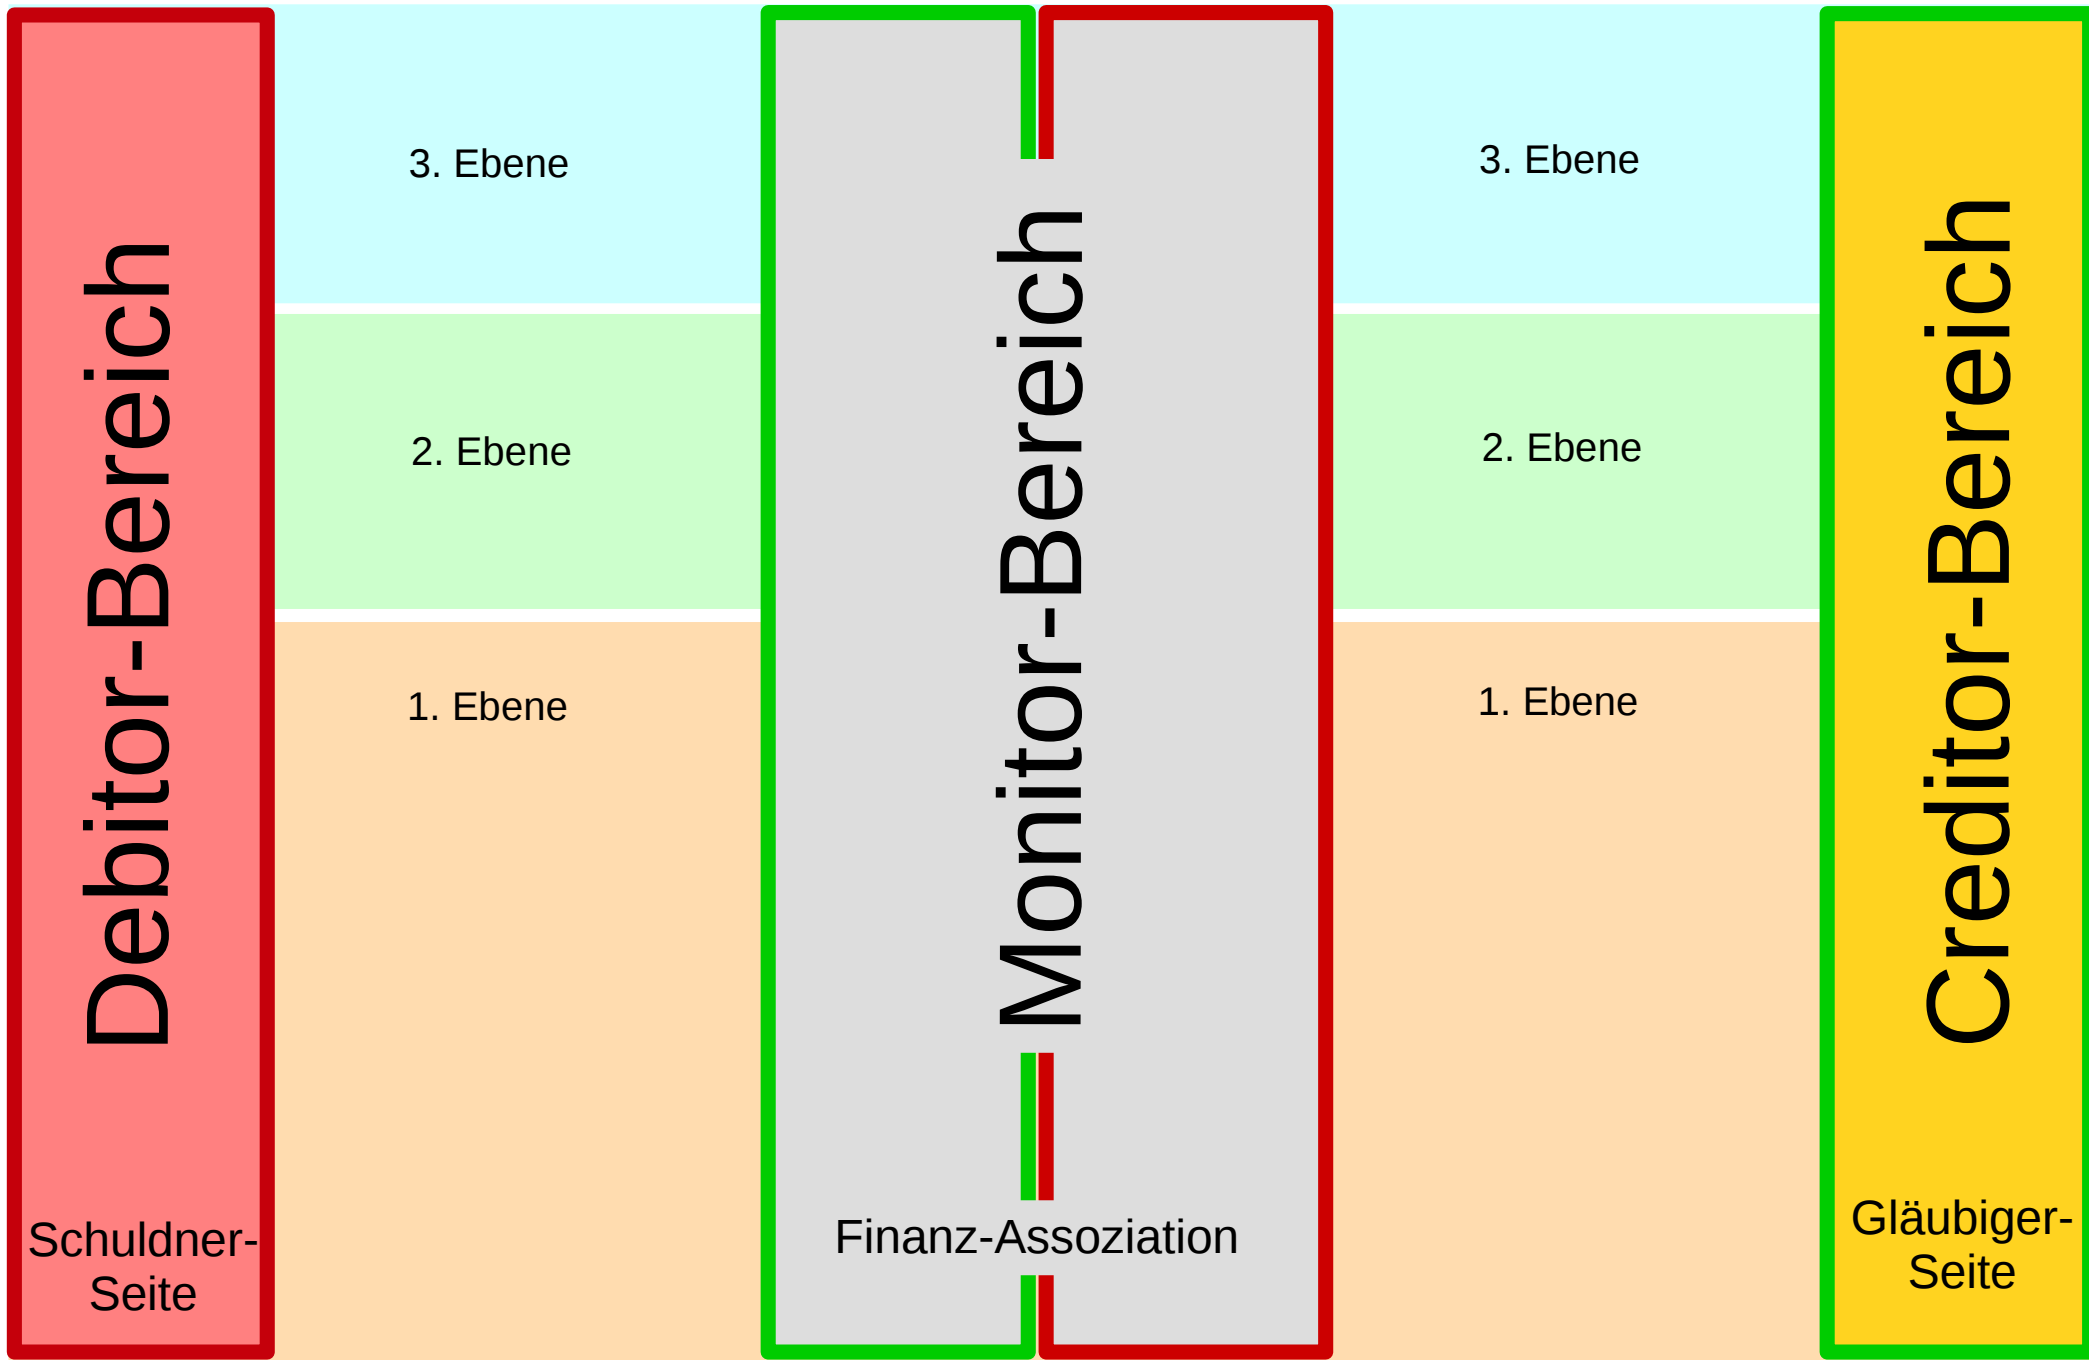 Debitor-Bereich
Schuldner-
Seite
3. Ebene
2. Ebene
1. Ebene
Monitor-Bereich
Finanz-Assoziation
3. Ebene
2. Ebene
1. Ebene
Creditor-Bereich
Gläubiger-
Seite